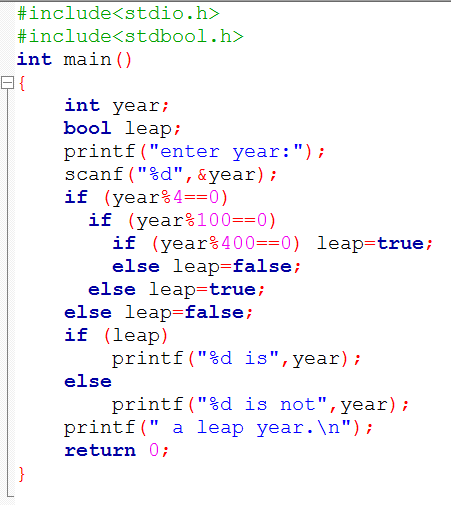 #include<stdio.h>
#include<stdbool.h>
int main()
{
    int year;
    bool leap;
    printf("enter year:");
    scanf("%d",&year);
    if (year%4==0)
      if (year%100==0)
        if (year%400==0) leap=true;
        else leap=false;
      else leap=true;
    else leap=false;
    if (leap)
        printf("%d is",year);
    else
        printf("%d is not",year);
    printf(" a leap year.\n");
    return 0;
}